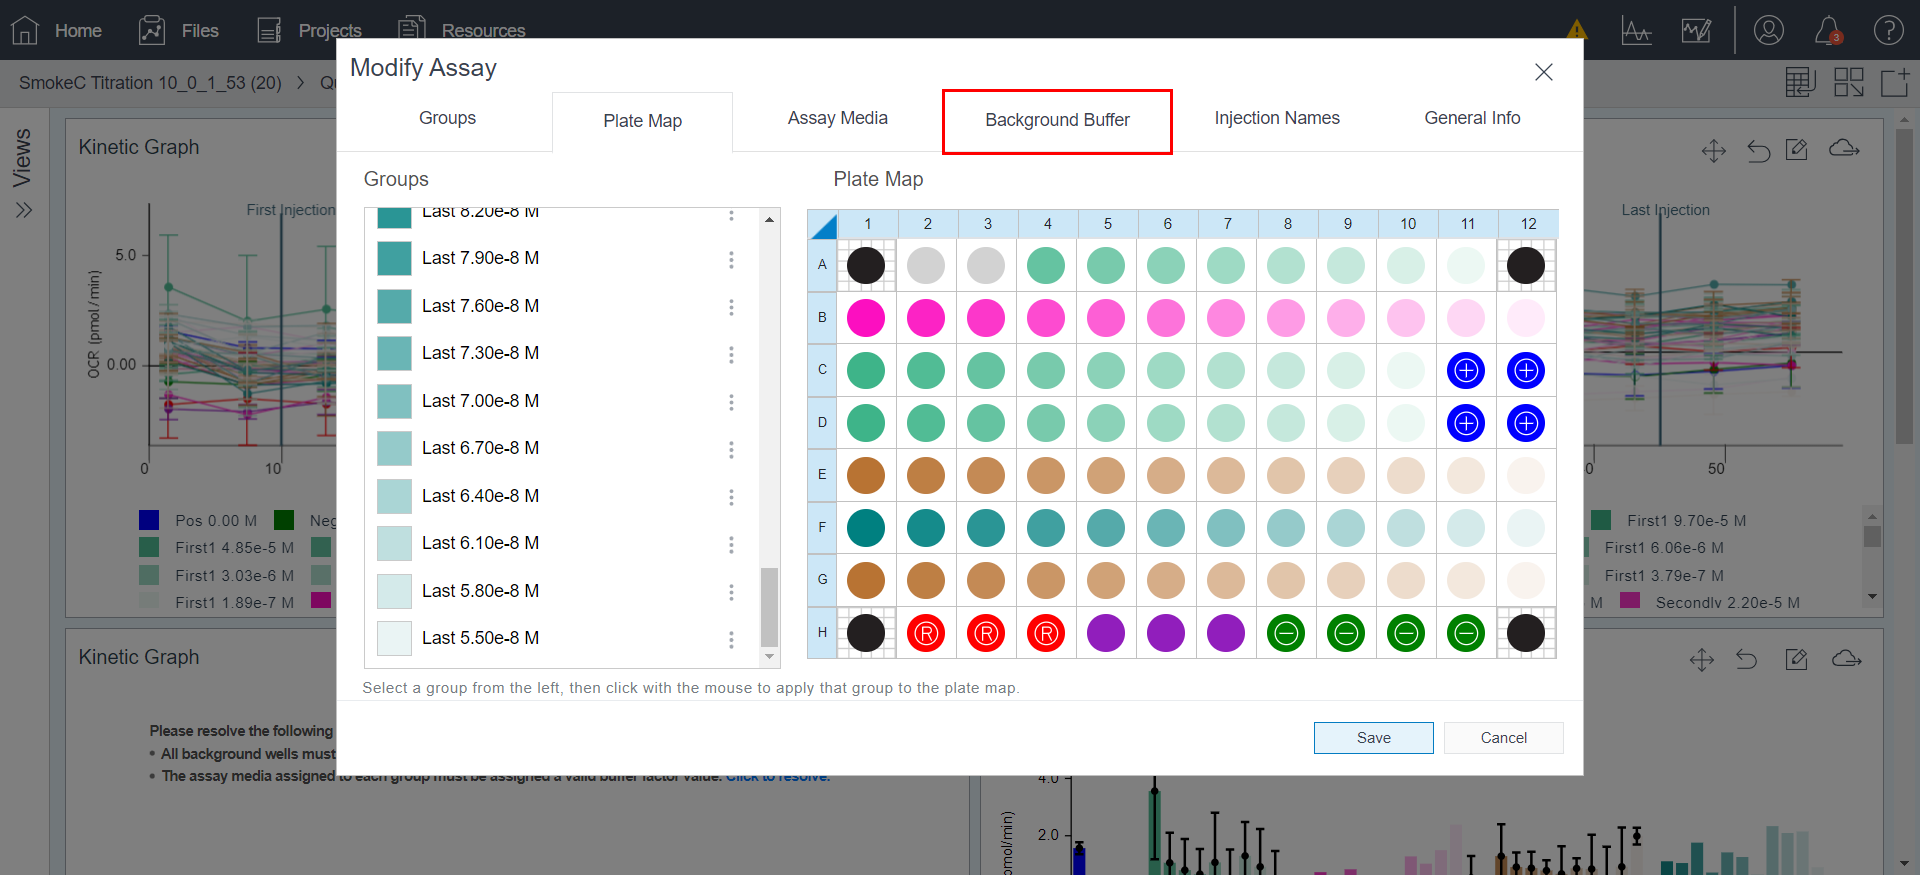 Home Files Projects Resources
3
SmokeC Titration 10_0_1_53 (20) > Qu
Modify Assay
Groups Plate Map Assay Media Background Buffer Injection Names General Info
Views
Kinetic Graph
First Injection
5.0
0.00
OCR (pmol/min)
0 10
Pos 0.00 M Neg
First1 4.85e-5 M
First1 3.03e-6 M
First1 1.89e-7 M
Groups
Last 8.20e-8 M
Last 7.90e-8 M
Last 7.60e-8 M
Last 7.30e-8 M
Last 7.00e-8 M
Last 6.70e-8 M
Last 6.40e-8 M
Last 6.10e-8 M
Last 5.80e-8 M
Last 5.50e-8 M
Plate Map
1 2 3 4 5 6 7 8 9 10 11 12
A
B
C
D
E
F
G
H R R R
Select a group from the left, then click with the mouse to apply that group to the plate map.
Save Cancel
Last Injection
0 50
First1 9.70e-5 M
First1 6.06e-6 M
First1 3.79e-7 M
M Secondly 2.20e-5 M
Kinetic Graph
Please resolve the following
• All background wells must
• The assay media assigned to each group must be assigned a valid buffer factor value. Click to resolve.
4.0
2.0
pmol/min)